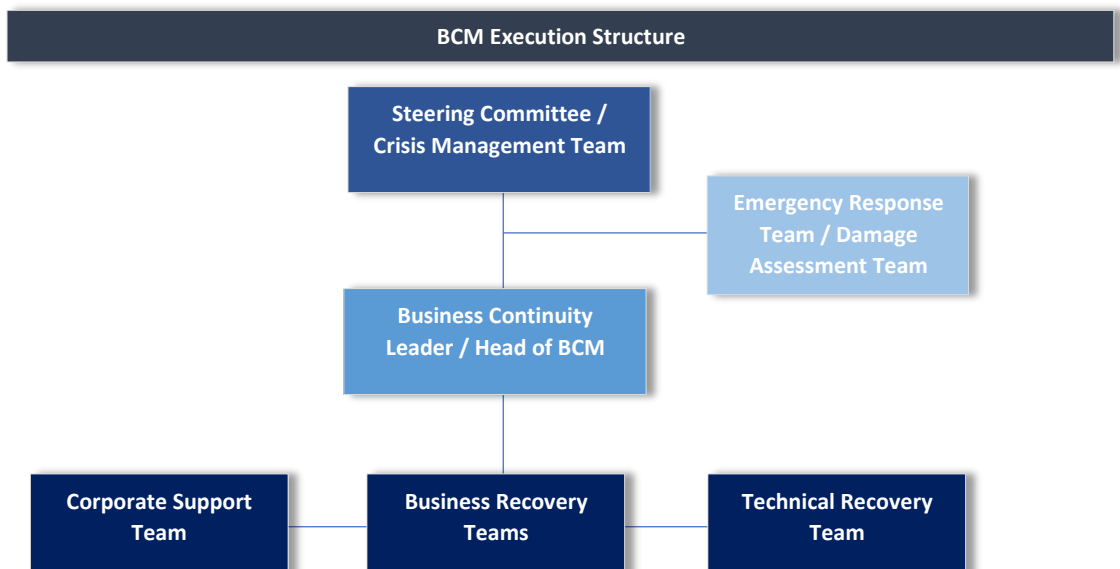 BCM Execution Structure
Steering Committee /
Crisis Management Team
Emergency Response
Team / Damage
Assessment Team
Business Continuity
Leader / Head of BCM
Corporate Support
Team
Business Recovery
Teams
Technical Recovery
Team